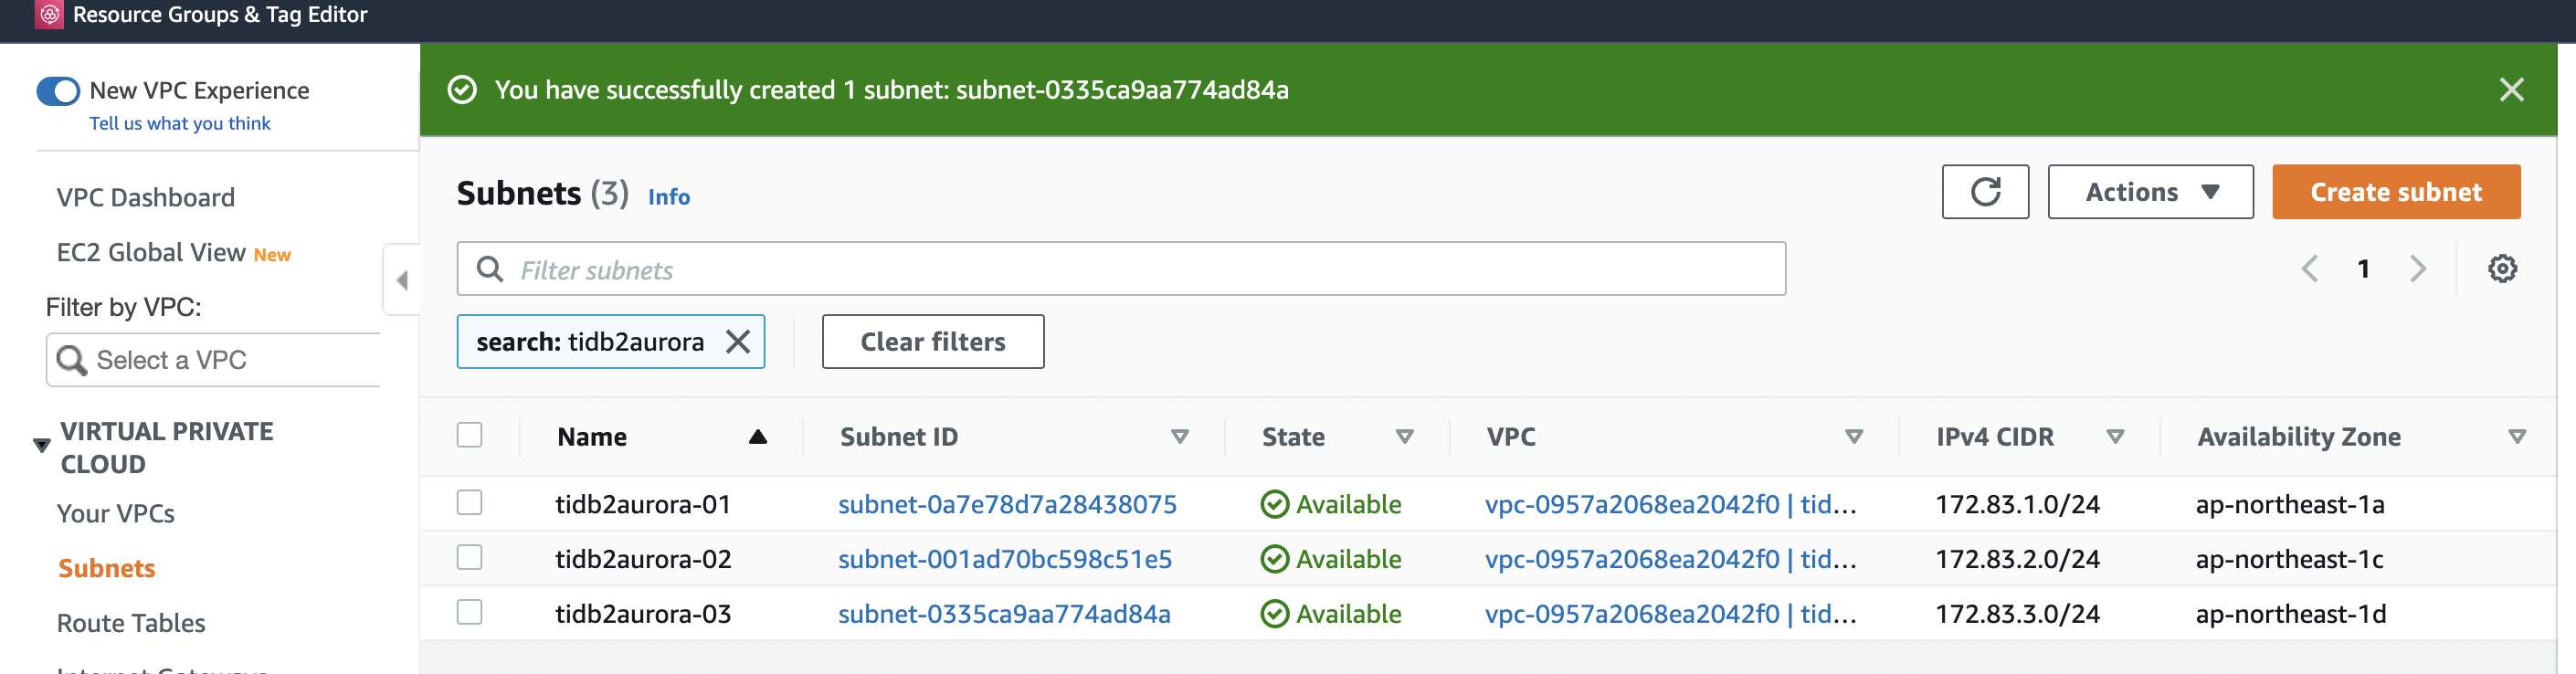 Resource Groups & Tag Editor
New VPC Experience
Tell us what you think
You have successfully created 1 subnet: subnet-0335ca9aa774ad84a
VPC Dashboard
EC2 Global View New
Filter by VPC:
Select a VPC
VIRTUAL PRIVATE
CLOUD
Your VPCs
Subnets
Route Tables
Internet Gateways
Subnets (3) Info
Actions
Create subnet
Filter subnets
1
search: tidb2aurora
Clear filters
Name Subnet ID State VPC IPv4 CIDR Availability Zone
tidb2aurora-01 subnet-0a7e78d7a28438075 Available vpc-0957a2068ea2042f0 | tid... 172.83.1.0/24 ap-northeast-1a
tidb2aurora-02 subnet-001ad70bc598c51e5 Available vpc-0957a2068ea2042f0 | tid... 172.83.2.0/24 ap-northeast-1c
tidb2aurora-03 subnet-0335ca9aa774ad84a Available vpc-0957a2068ea2042f0 | tid... 172.83.3.0/24 ap-northeast-1d